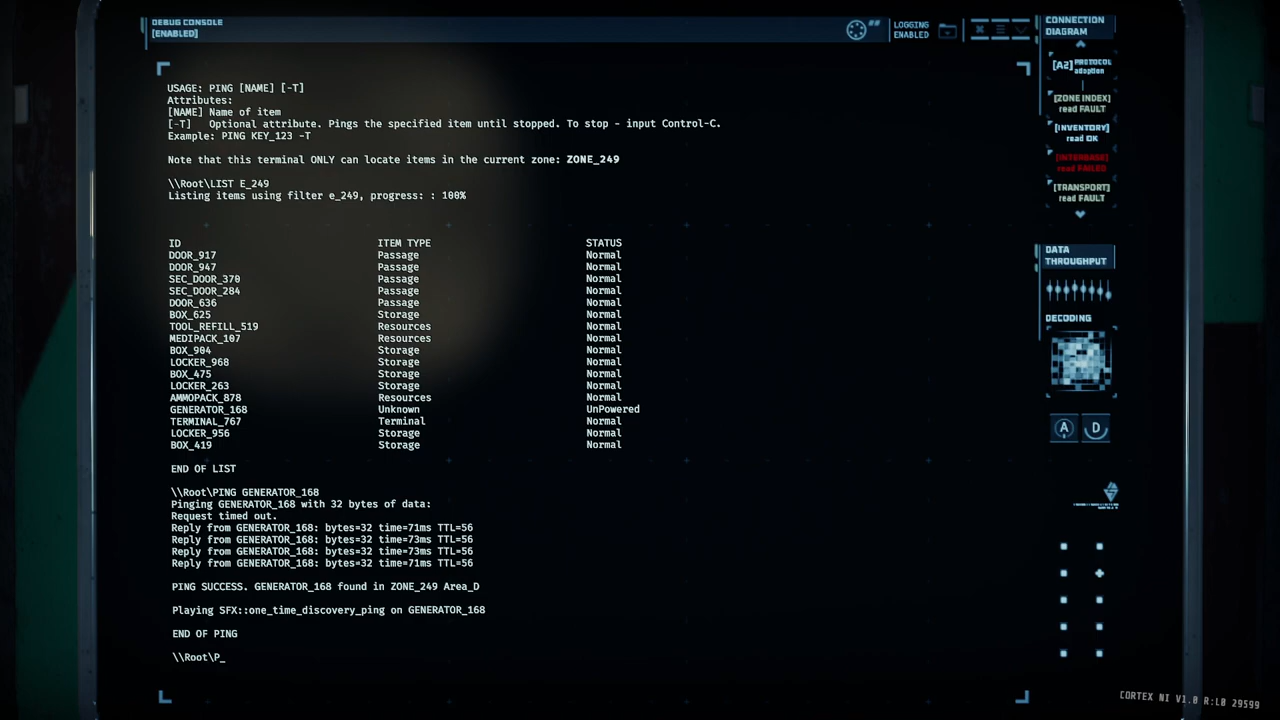 DEBUG CONSOLE
[ENABLED]
LOGGING
ENABLED
CONNECTION
DIAGRAM
[A2] PROTOCOL
adoption
[ZONE INDEX]
read FAULT
[INVENTORY]
read OK
[INTERBASE]
read FAILED
[TRANSPORT]
read FAULT
DATA
THROUGHPUT
DECODING
A D
USAGE: PING [NAME] [-T]
Attributes:
[NAME] Name of item
[-T] Optional attribute. Pings the specified item until stopped. To stop - input Control-C.
Example: PING KEY_123 -T
Note that this terminal ONLY can locate items in the current zone: ZONE_249
\\Root\LIST E_249
Listing items using filter e_249, progress: : 100%
ID ITEM TYPE STATUS
DOOR_917 Passage Normal
DOOR_947 Passage Normal
SEC_DOOR_370 Passage Normal
SEC_DOOR_284 Passage Normal
DOOR_636 Passage Normal
BOX_625 Storage Normal
TOOL_REFILL_519 Resources Normal
MEDIPACK_107 Resources Normal
BOX_904 Storage Normal
LOCKER_968 Storage Normal
BOX_475 Storage Normal
LOCKER_263 Storage Normal
AMMOPACK_878 Resources Normal
GENERATOR_168 Unknown UnPowered
TERMINAL_767 Terminal Normal
LOCKER_956 Storage Normal
BOX_419 Storage Normal
END OF LIST
\\Root\PING GENERATOR_168
Pinging GENERATOR_168 with 32 bytes of data:
Request timed out.
Reply from GENERATOR_168: bytes=32 time=71ms TTL=56
Reply from GENERATOR_168: bytes=32 time=73ms TTL=56
Reply from GENERATOR_168: bytes=32 time=73ms TTL=56
Reply from GENERATOR_168: bytes=32 time=71ms TTL=56
PING SUCCESS. GENERATOR_168 found in ZONE_249 Area_D
Playing SFX::one_time_discovery_ping on GENERATOR_168
END OF PING
\\Root\P_
CORTEX NI V1.0 R:L0 29599